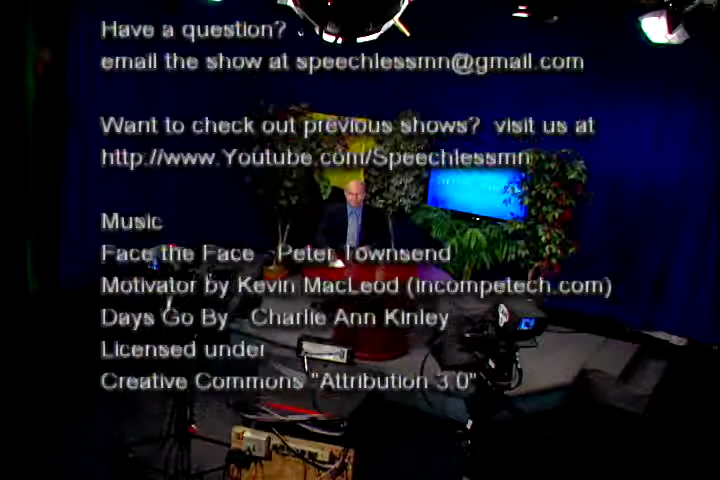 Have a question?
email the show at speechlessmn@gmail.com
Want to check out previous shows? visit us at
http://www.Youtube.com/Speechlessmn
Music
Face the Face - Peter Townsend
Motivator by Kevin MacLeod (incompetech.com)
Days Go By - Charlie Ann Kinley
Licensed under
Creative Commons "Attribution 3.0"